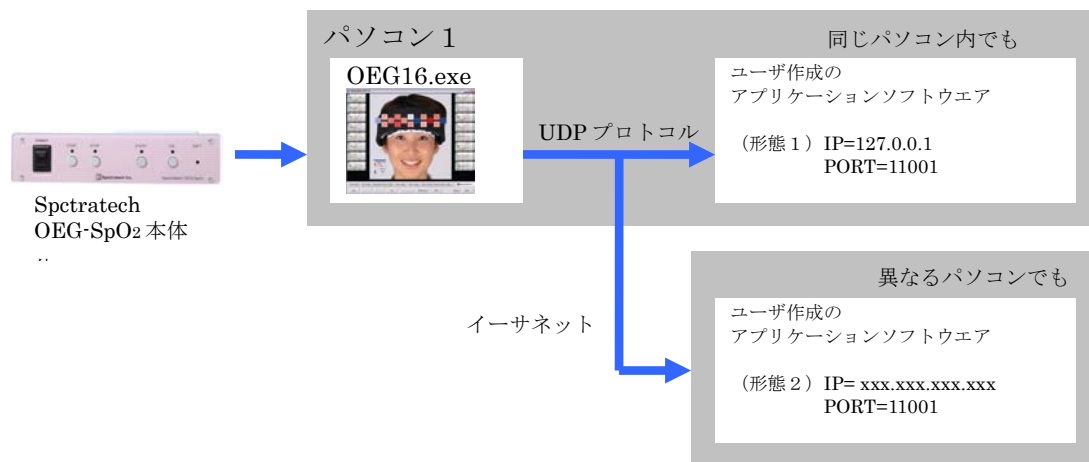 パソコン１
同じパソコン内でも
OEG16.exe
ユーザ作成の
アプリケーションソフトウエア
（形態１）IP=127.0.0.1
PORT=11001
UDPプロトコル
Spctratech
OEG-SpO2 本体
異なるパソコンでも
イーサネット
ユーザ作成の
アプリケーションソフトウエア
（形態２）IP= xxx.xxx.xxx.xxx
PORT=11001